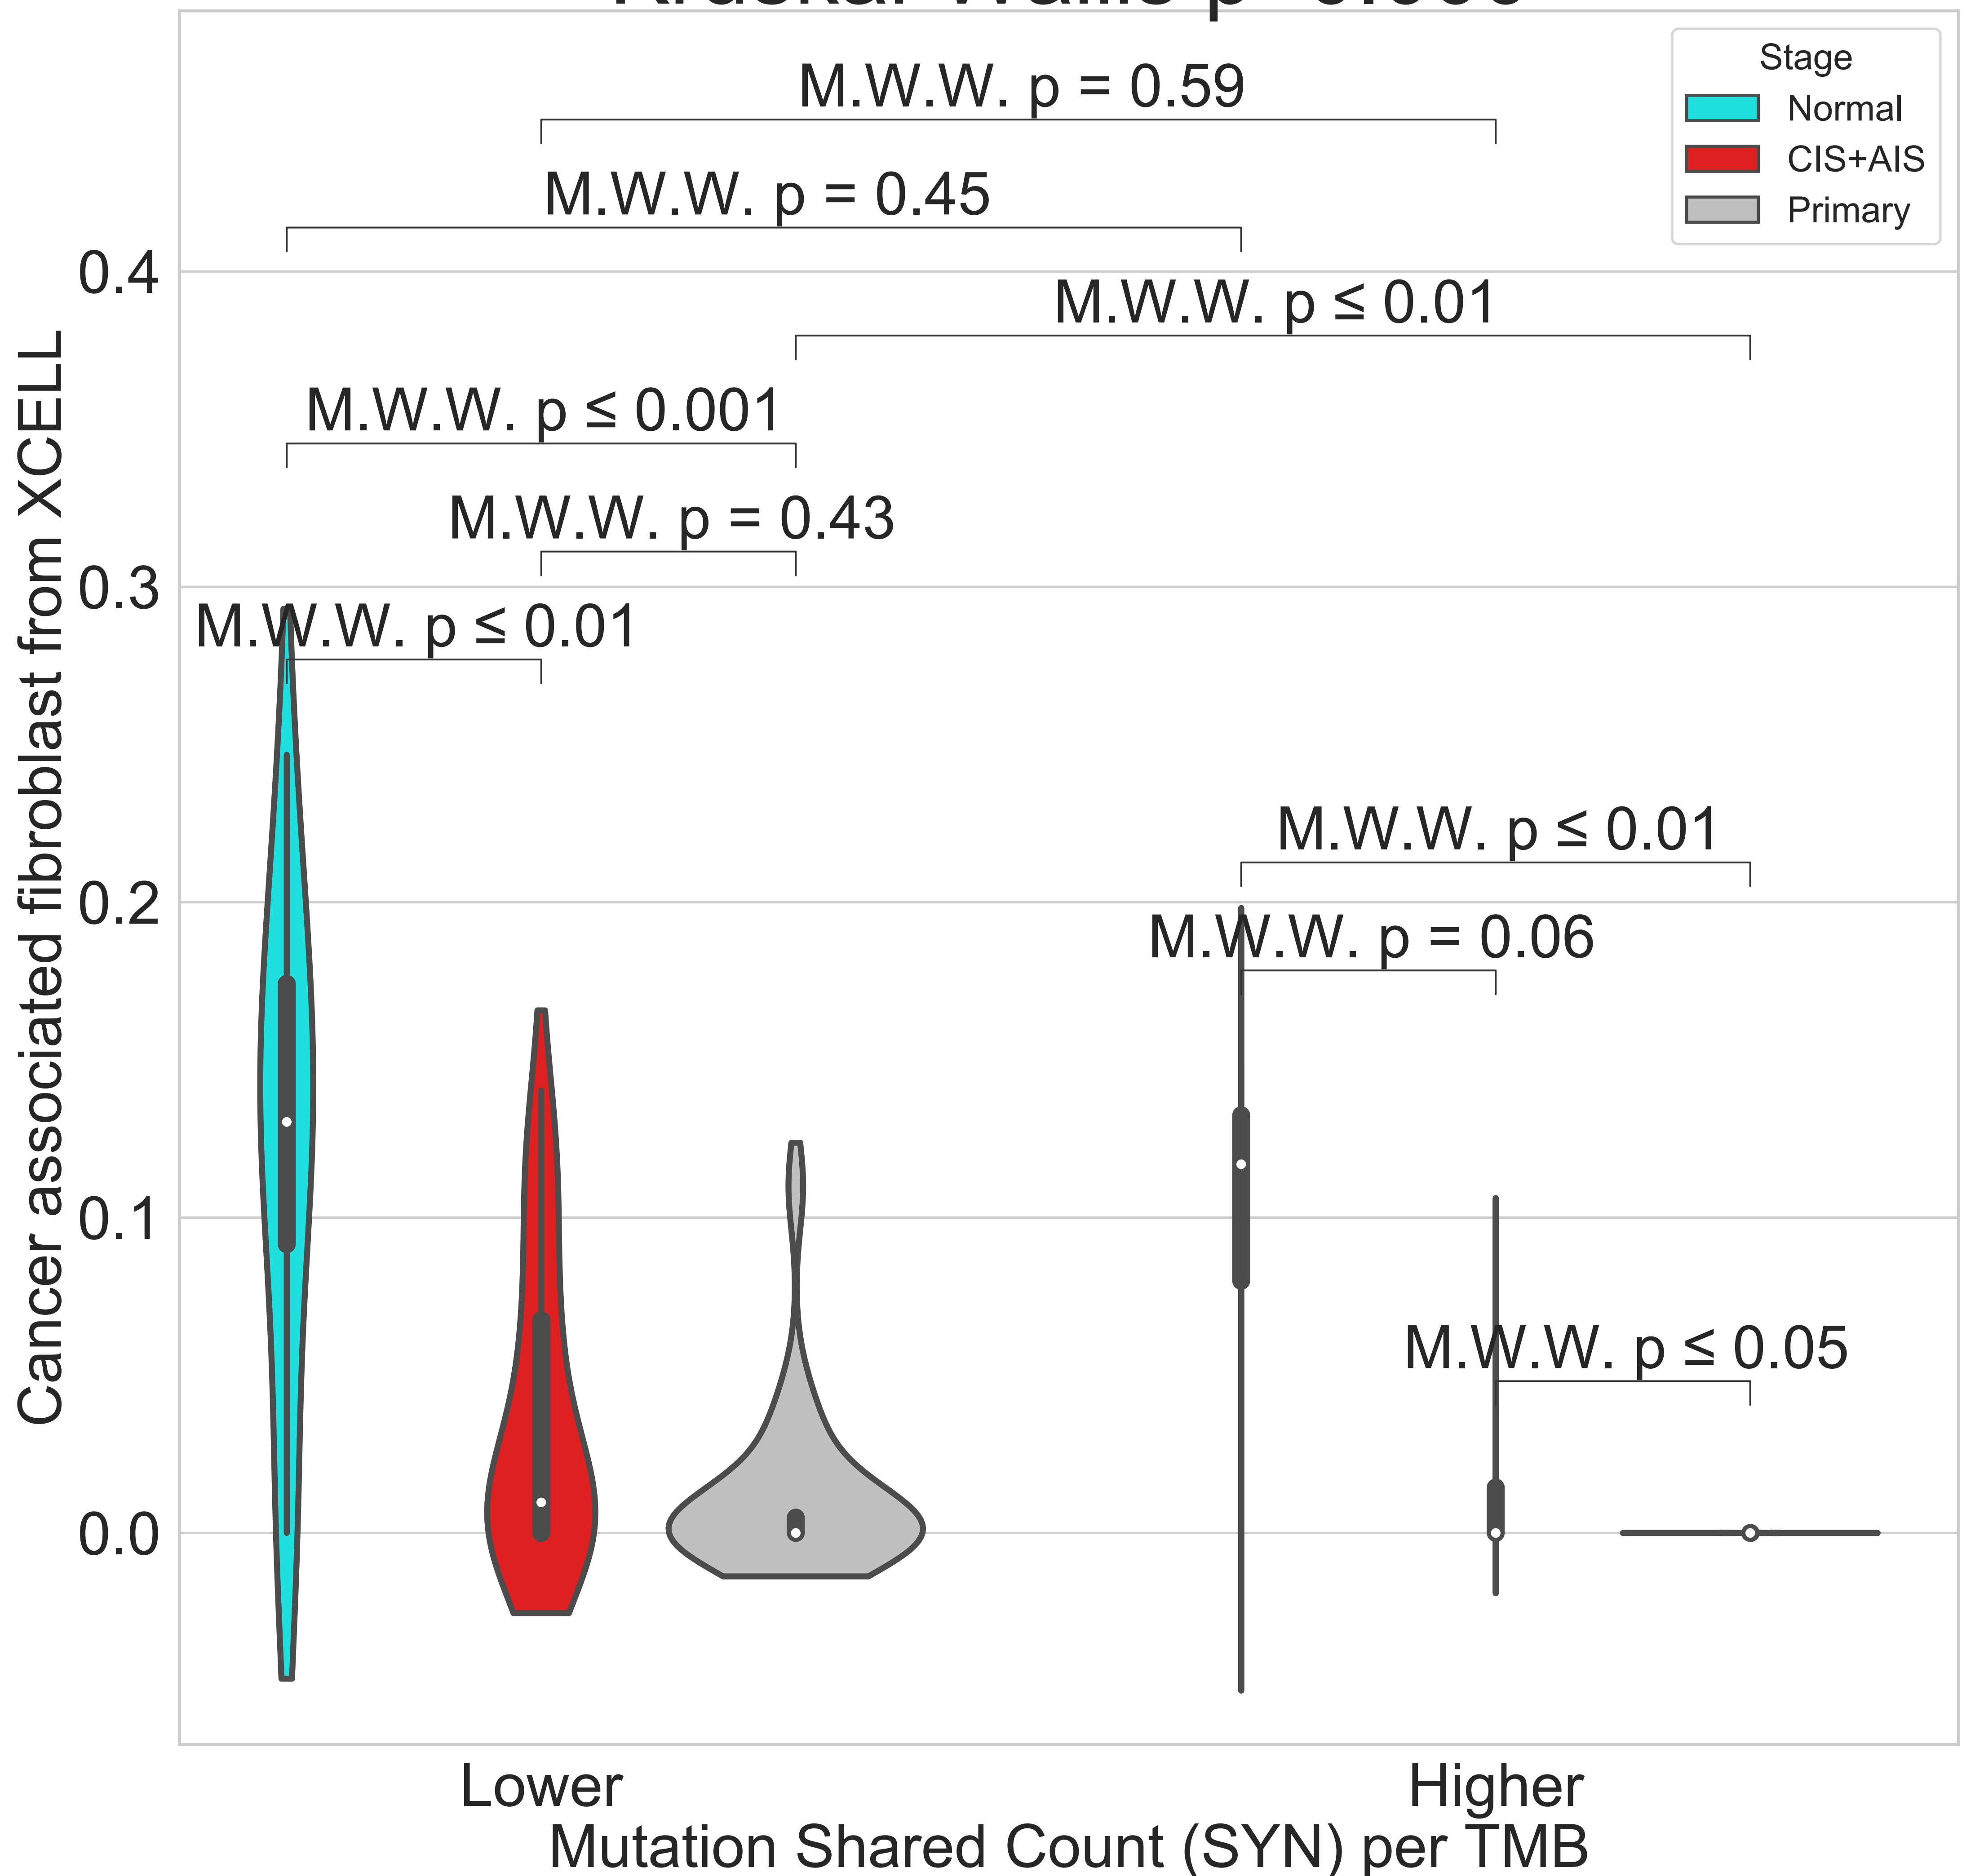 Stage
Normal
CIS+AIS
Primary
M.W.W. p = 0.59
M.W.W. p = 0.45
M.W.W. p ≤ 0.01
M.W.W. p ≤ 0.001
M.W.W. p = 0.43
M.W.W. p ≤ 0.01
M.W.W. p ≤ 0.01
M.W.W. p = 0.06
M.W.W. p ≤ 0.05
Cancer associated fibroblast from XCELL
0.4
0.3
0.2
0.1
0.0
Lower
Higher
Mutation Shared Count (SYN) per TMB